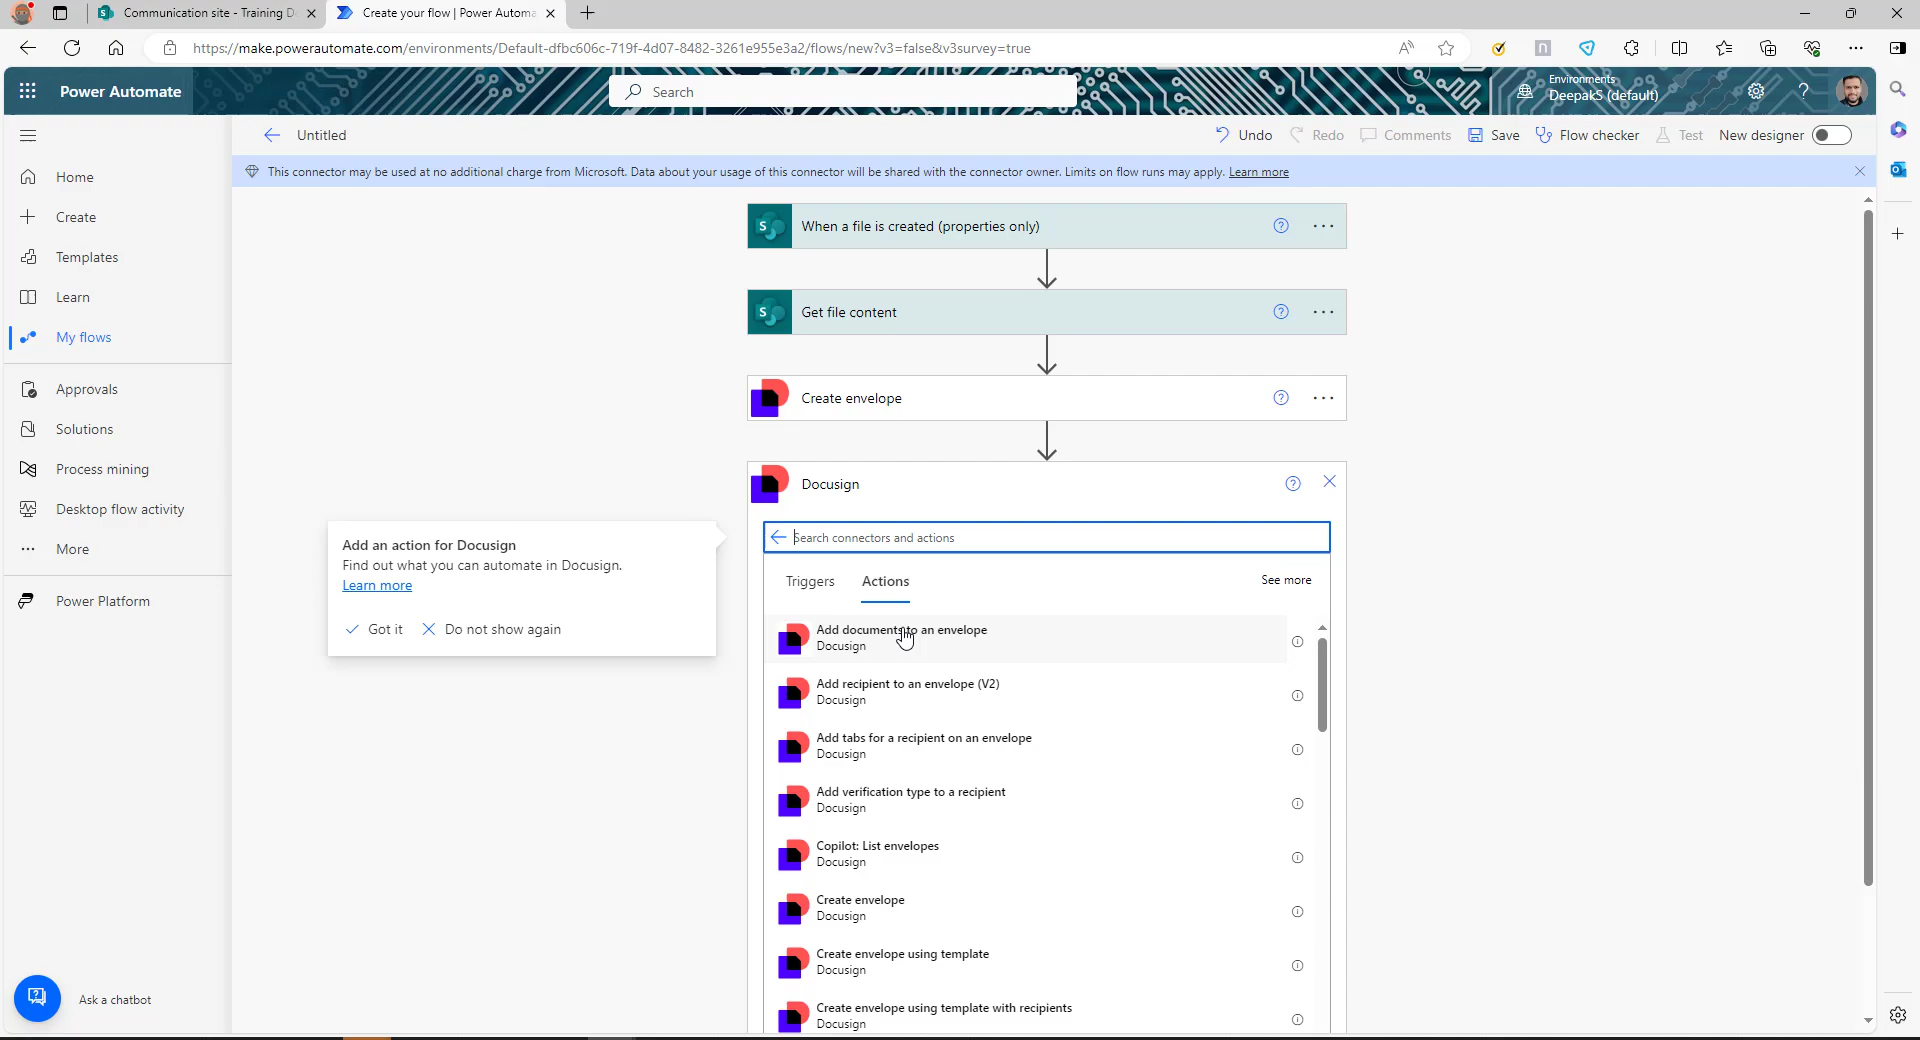 Communication site - Training D
Create your flow | Power Automa
https://make.powerautomate.com/environments/Default-dfbc606c-719f-4d07-8482-3261e955e3a2/flows/new?v3=false&v3survey=true
Power Automate
Search
Environments
DeepakS (default)
Untitled
Undo
Redo
Comments
Save
Flow checker
Test
New designer
This connector may be used at no additional charge from Microsoft. Data about your usage of this connector will be shared with the connector owner. Limits on flow runs may apply. Learn more
Home
Create
Templates
Learn
My flows
Approvals
Solutions
Process mining
Desktop flow activity
More
Power Platform
Ask a chatbot
When a file is created (properties only)
Get file content
Create envelope
Docusign
Add an action for Docusign
Find out what you can automate in Docusign.
Learn more
Got it
Do not show again
Search connectors and actions
Triggers
Actions
See more
Add documents to an envelope
Docusign
Add recipient to an envelope (V2)
Docusign
Add tabs for a recipient on an envelope
Docusign
Add verification type to a recipient
Docusign
Copilot: List envelopes
Docusign
Create envelope
Docusign
Create envelope using template
Docusign
Create envelope using template with recipients
Docusign